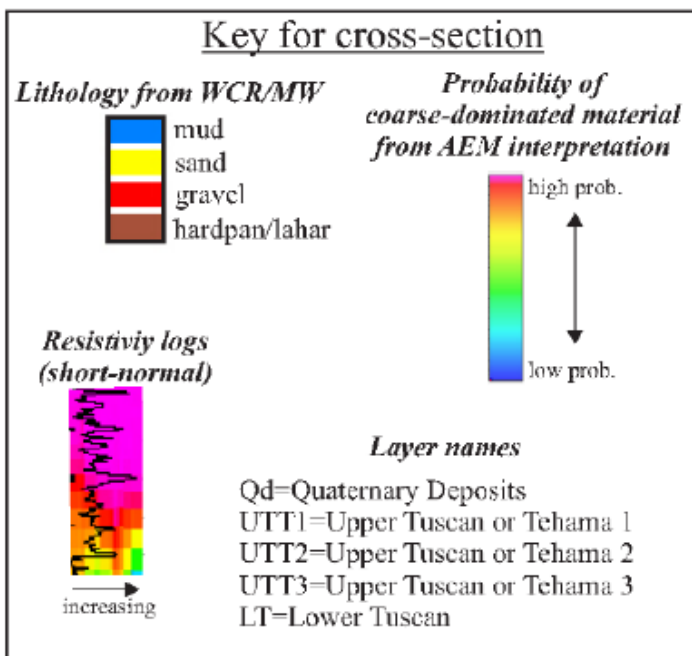 Key for cross-section
Lithology from WCR/MW
mud
sand
gravel
hardpan/lahar
Probability of
coarse-dominated material
from AEM interpretation
high prob.
low prob.
Resistiviy logs
(short-normal)
increasing
Layer names
Qd=Quaternary Deposits
UTT1=Upper Tuscan or Tehama 1
UTT2=Upper Tuscan or Tehama 2
UTT3=Upper Tuscan or Tehama 3
LT=Lower Tuscan